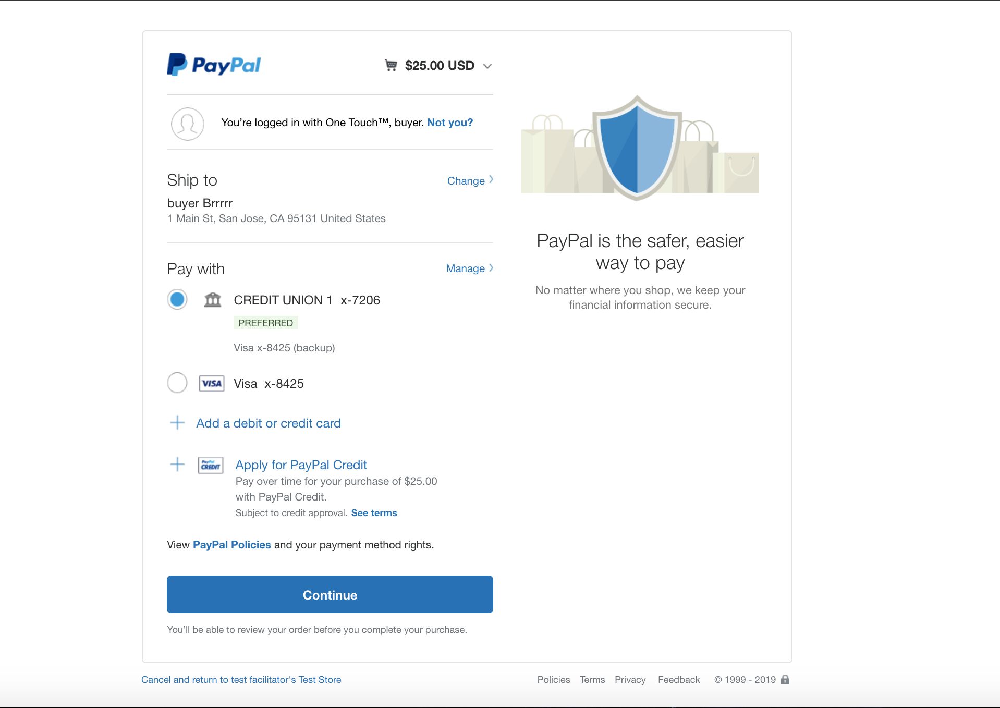 PayPal
$25.00 USD
You’re logged in with One Touch™, buyer. Not you?
Ship to
Change
buyer Brrrrr
1 Main St, San Jose, CA 95131 United States
Pay with
Manage
CREDIT UNION 1 x-7206
PREFERRED
Visa x-8425 (backup)
VISA
Visa x-8425
Add a debit or credit card
PayPal
CREDIT
Apply for PayPal Credit
Pay over time for your purchase of $25.00
with PayPal Credit.
Subject to credit approval. See terms
View PayPal Policies and your payment method rights.
Continue
You’ll be able to review your order before you complete your purchase.
PayPal is the safer, easier
way to pay
No matter where you shop, we keep your
financial information secure.
Cancel and return to test facilitator's Test Store
Policies Terms Privacy Feedback © 1999 - 2019